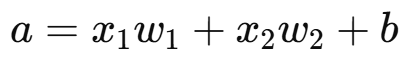 a = x₁w₁ + x₂w₂ + b